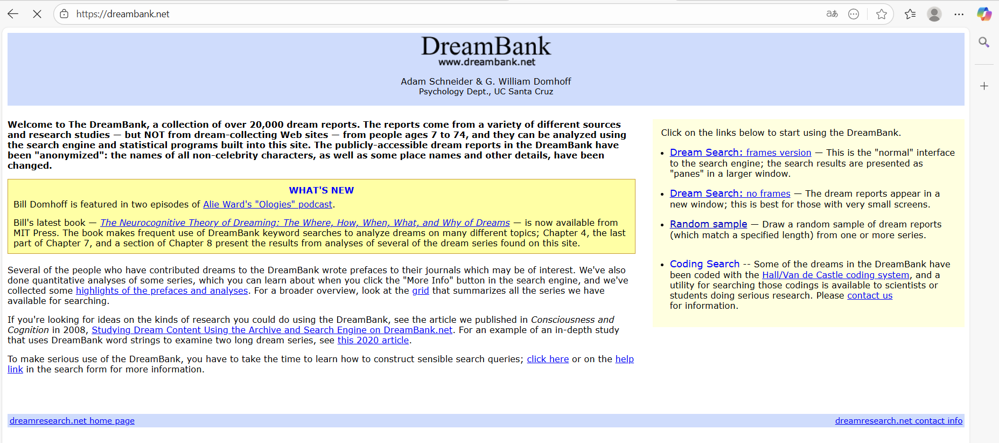 https://dreambank.net
DreamBank
www.dreambank.net
Adam Schneider & G. William Domhoff
Psychology Dept., UC Santa Cruz
Welcome to The DreamBank, a collection of over 20,000 dream reports. The reports come from a variety of different sources
and research studies — but NOT from dream-collecting Web sites — from people ages 7 to 74, and they can be analyzed using
the search engine and statistical programs built into this site. The publicly-accessible dream reports in the DreamBank have
been "anonymized": the names of all non-celebrity characters, as well as some place names and other details, have been
changed.
WHAT'S NEW
Bill Domhoff is featured in two episodes of Alie Ward's "Ologies" podcast.
Bill's latest book — The Neurocognitive Theory of Dreaming: The Where, How, When, What, and Why of Dreams — is now available from
MIT Press. The book makes frequent use of DreamBank keyword searches to analyze dreams on many different topics; Chapter 4, the last
part of Chapter 7, and a section of Chapter 8 present the results from analyses of several of the dream series found on this site.
Several of the people who have contributed dreams to the DreamBank wrote prefaces to their journals which may be of interest. We've also
done quantitative analyses of some series, which you can learn about when you click the "More Info" button in the search engine, and we've
collected some highlights of the prefaces and analyses. For a broader overview, look at the grid that summarizes all the series we have
available for searching.
If you're looking for ideas on the kinds of research you could do using the DreamBank, see the article we published in Consciousness and
Cognition in 2008, Studying Dream Content Using the Archive and Search Engine on DreamBank.net. For an example of an in-depth study
that uses DreamBank word strings to examine two long dream series, see this 2020 article.
To make serious use of the DreamBank, you have to take the time to learn how to construct sensible search queries; click here or on the help
link in the search form for more information.
Click on the links below to start using the DreamBank.
• Dream Search: frames version — This is the "normal" interface
to the search engine; the search results are presented as
"panes" in a larger window.
• Dream Search: no frames — The dream reports appear in a
new window; this is best for those with very small screens.
• Random sample — Draw a random sample of dream reports
(which match a specified length) from one or more series.
• Coding Search -- Some of the dreams in the DreamBank have
been coded with the Hall/Van de Castle coding system, and a
utility for searching those codings is available to scientists or
students doing serious research. Please contact us
for information.
dreamresearch.net home page
dreamresearch.net contact info